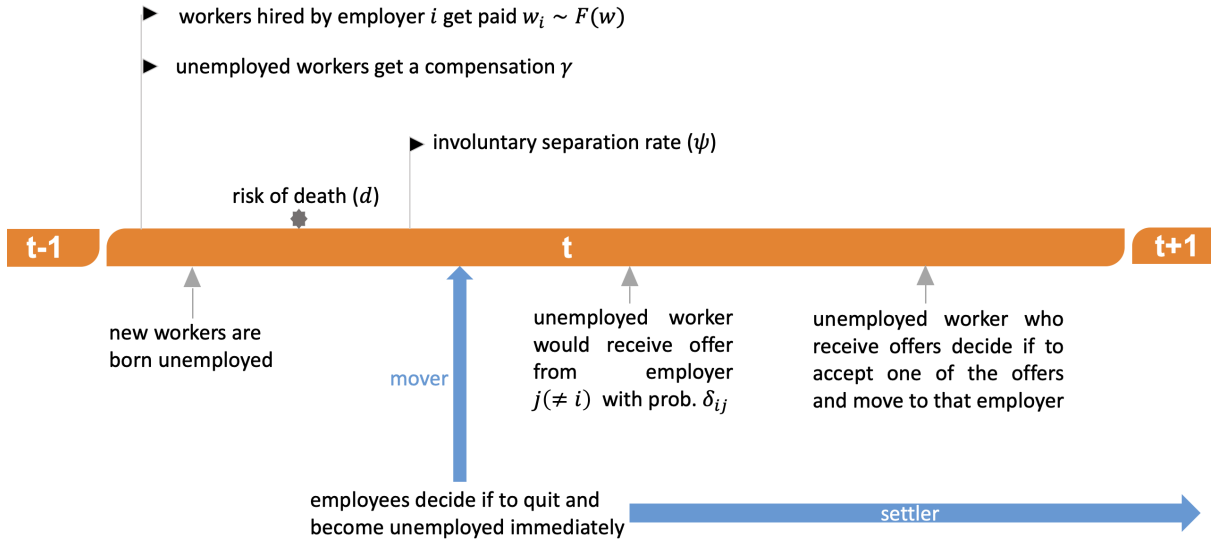 workers hired by employer i get paid wᵢ ~ F(w)
unemployed workers get a compensation γ
involuntary separation rate (ψ)
risk of death (d)
t-1
t
t+1
new workers are
born unemployed
mover
unemployed worker
would receive offer
from employer
j(≠ i) with prob. δᵢⱼ
unemployed worker who
receive offers decide if to
accept one of the offers
and move to that employer
employees decide if to quit and
become unemployed immediately
settler